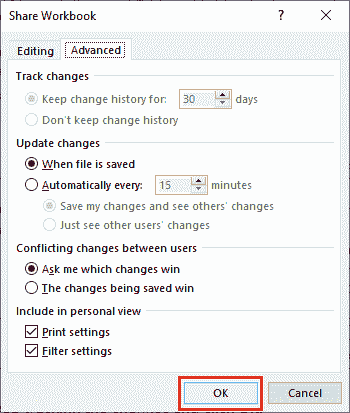 Share Workbook ? ×
Editing Advanced
Track changes
Keep change history for: 30 days
Don't keep change history
Update changes
When file is saved
Automatically every: 15 minutes
Save my changes and see others' changes
Just see other users' changes
Conflicting changes between users
Ask me which changes win
The changes being saved win
Include in personal view
Print settings
Filter settings
OK Cancel